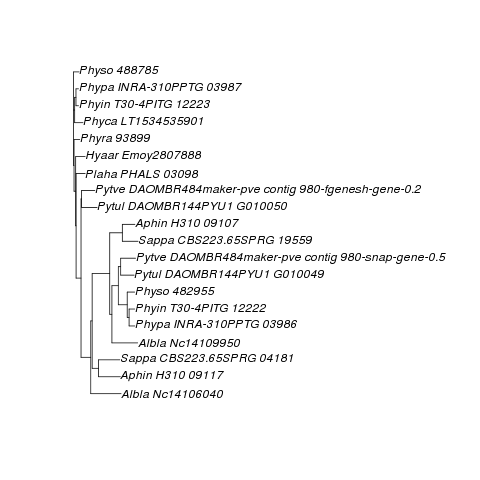 Physo 488785
Phypa INRA-310PPTG 03987
Phyin T30-4PITG 12223
Phyca LT1534535901
Phyra 93899
Hyaar Emoy2807888
Plaha PHALS 03098
Pytve DAOMBR484maker-pve contig 980-fgenesh-gene-0.2
Pytul DAOMBR144PYU1 G010050
Aphin H310 09107
Sappa CBS223.65SPRG 19559
Pytve DAOMBR484maker-pve contig 980-snap-gene-0.5
Pytul DAOMBR144PYU1 G010049
Physo 482955
Phyin T30-4PITG 12222
Phypa INRA-310PPTG 03986
Albla Nc14109950
Sappa CBS223.65SPRG 04181
Aphin H310 09117
Albla Nc14106040